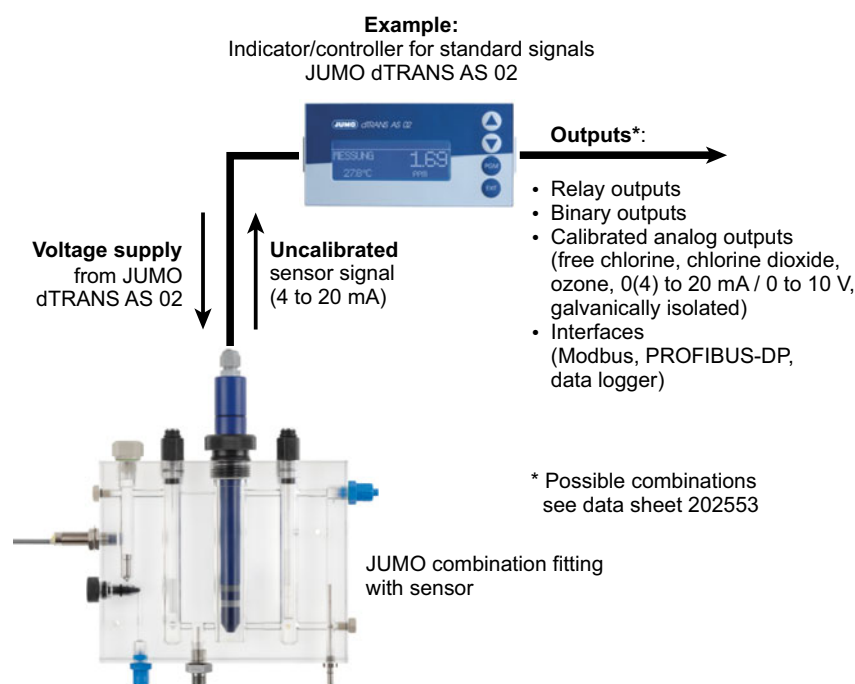 Example:
Indicator/controller for standard signals
JUMO dTRANS AS 02
JUMO dTRANS AS 02
MESSUNG 1.69
27.8°C PPM
PGM
EXIT
Outputs*:
• Relay outputs
• Binary outputs
• Calibrated analog outputs
(free chlorine, chlorine dioxide,
ozone, 0(4) to 20 mA / 0 to 10 V,
galvanically isolated)
• Interfaces
(Modbus, PROFIBUS-DP,
data logger)
Voltage supply
from JUMO
dTRANS AS 02
Uncalibrated
sensor signal
(4 to 20 mA)
* Possible combinations
see data sheet 202553
JUMO combination fitting
with sensor